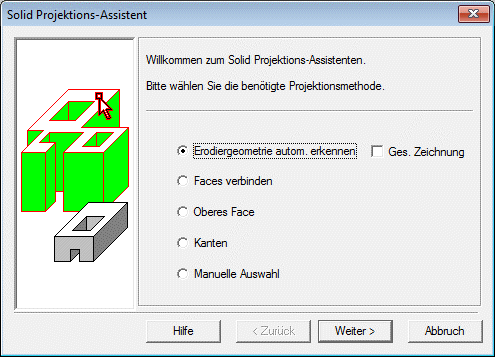 Solid Projektions-Assistent
Willkommen zum Solid Projektions-Assistenten.
Bitte wählen Sie die benötigte Projektionsmethode.
Erodiergeometrie autom. erkennen Ges. Zeichnung
Faces verbinden
Oberes Face
Kanten
Manuelle Auswahl
Hilfe < Zurück Weiter > Abbruch